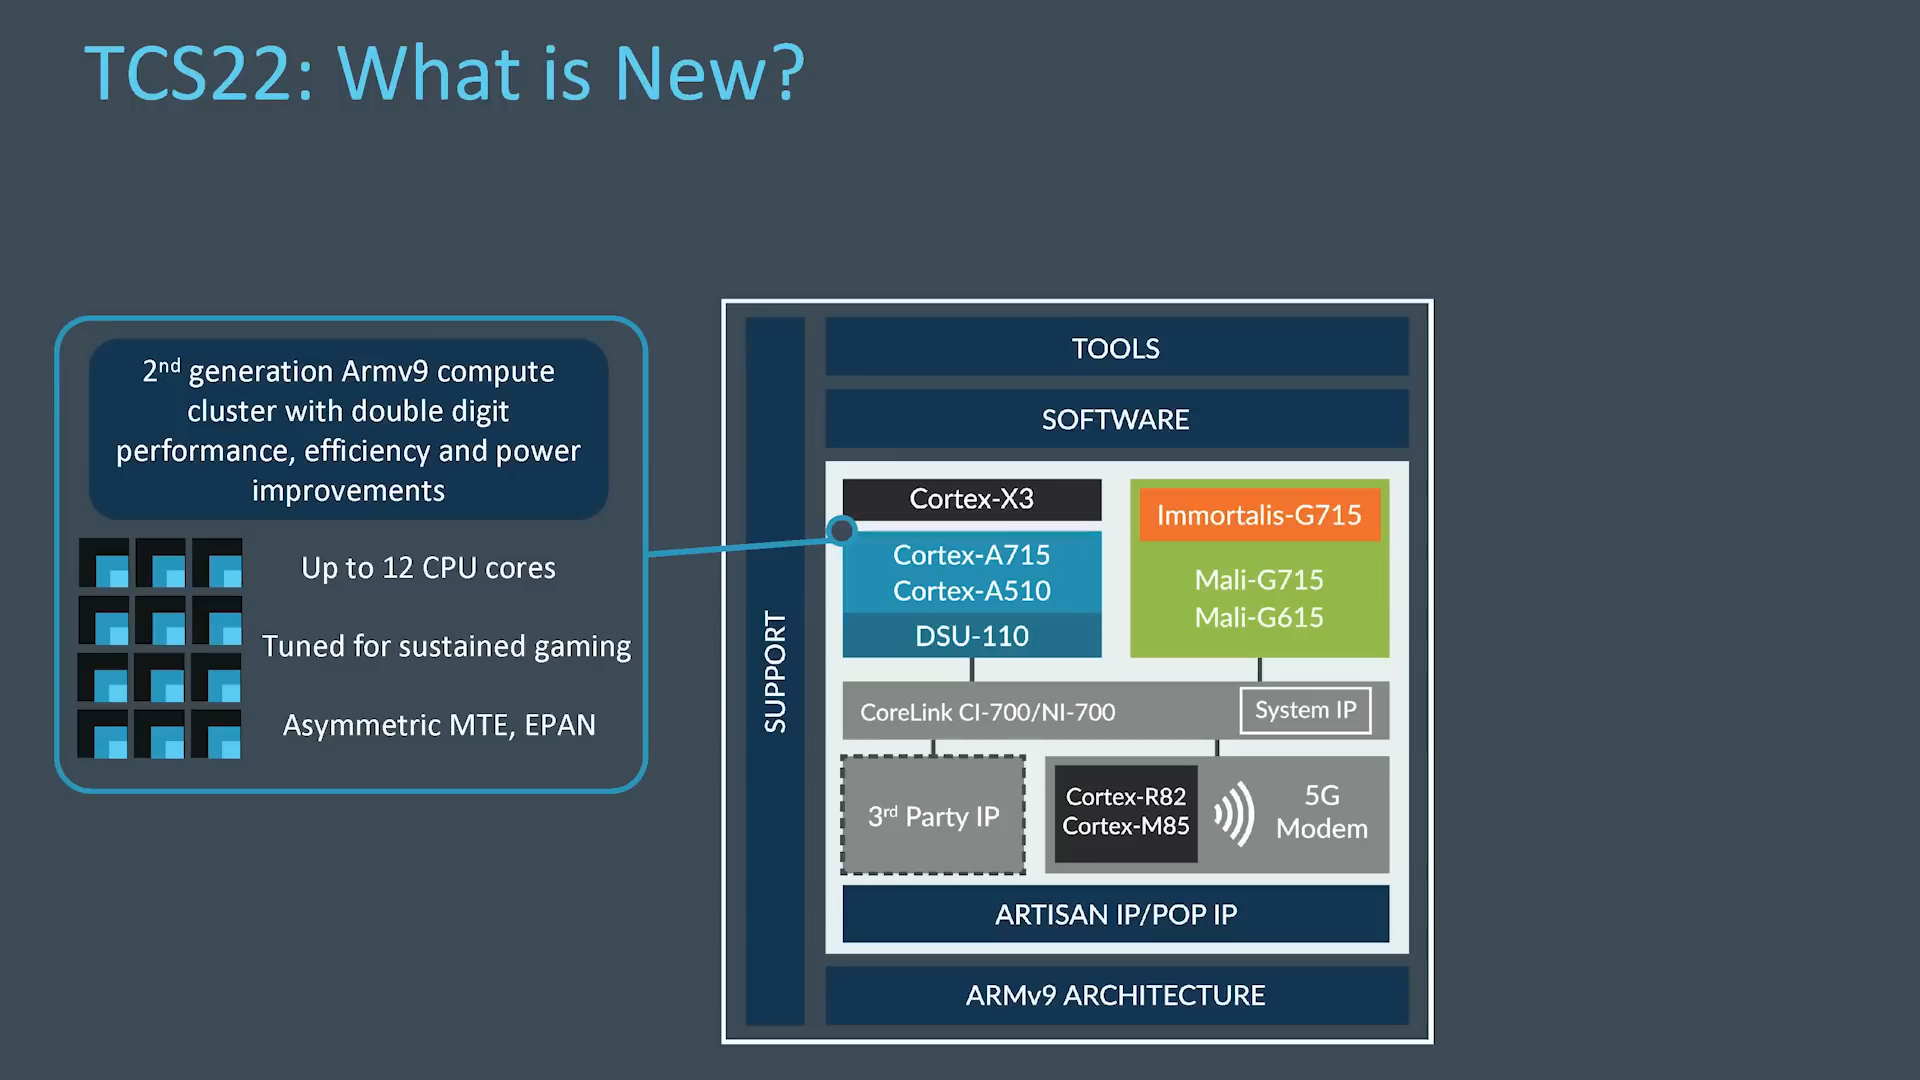 TCS22: What is New?
2nd generation Armv9 compute
cluster with double digit
performance, efficiency and power
improvements
Up to 12 CPU cores
Tuned for sustained gaming
Asymmetric MTE, EPAN
SUPPORT
TOOLS
SOFTWARE
Cortex-X3
Cortex-A715
Cortex-A510
DSU-110
Immortalis-G715
Mali-G715
Mali-G615
CoreLink CI-700/NI-700
System IP
3rd Party IP
Cortex-R82
Cortex-M85
5G
Modem
ARTISAN IP/POP IP
ARMv9 ARCHITECTURE